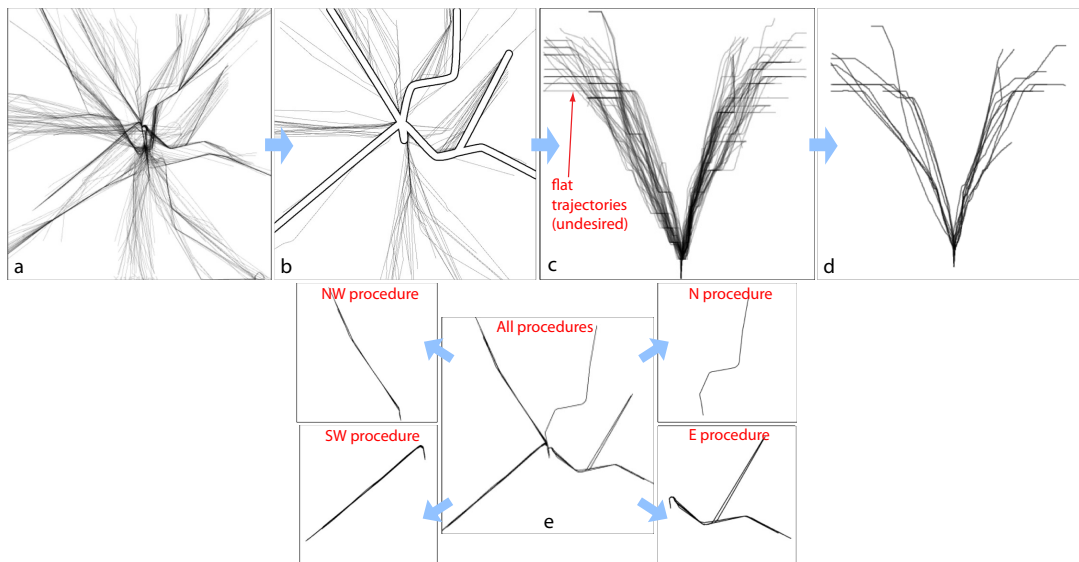 a
b
c
d
flat
trajectories
(undesired)
NW procedure
All procedures
N procedure
SW procedure
E procedure
e